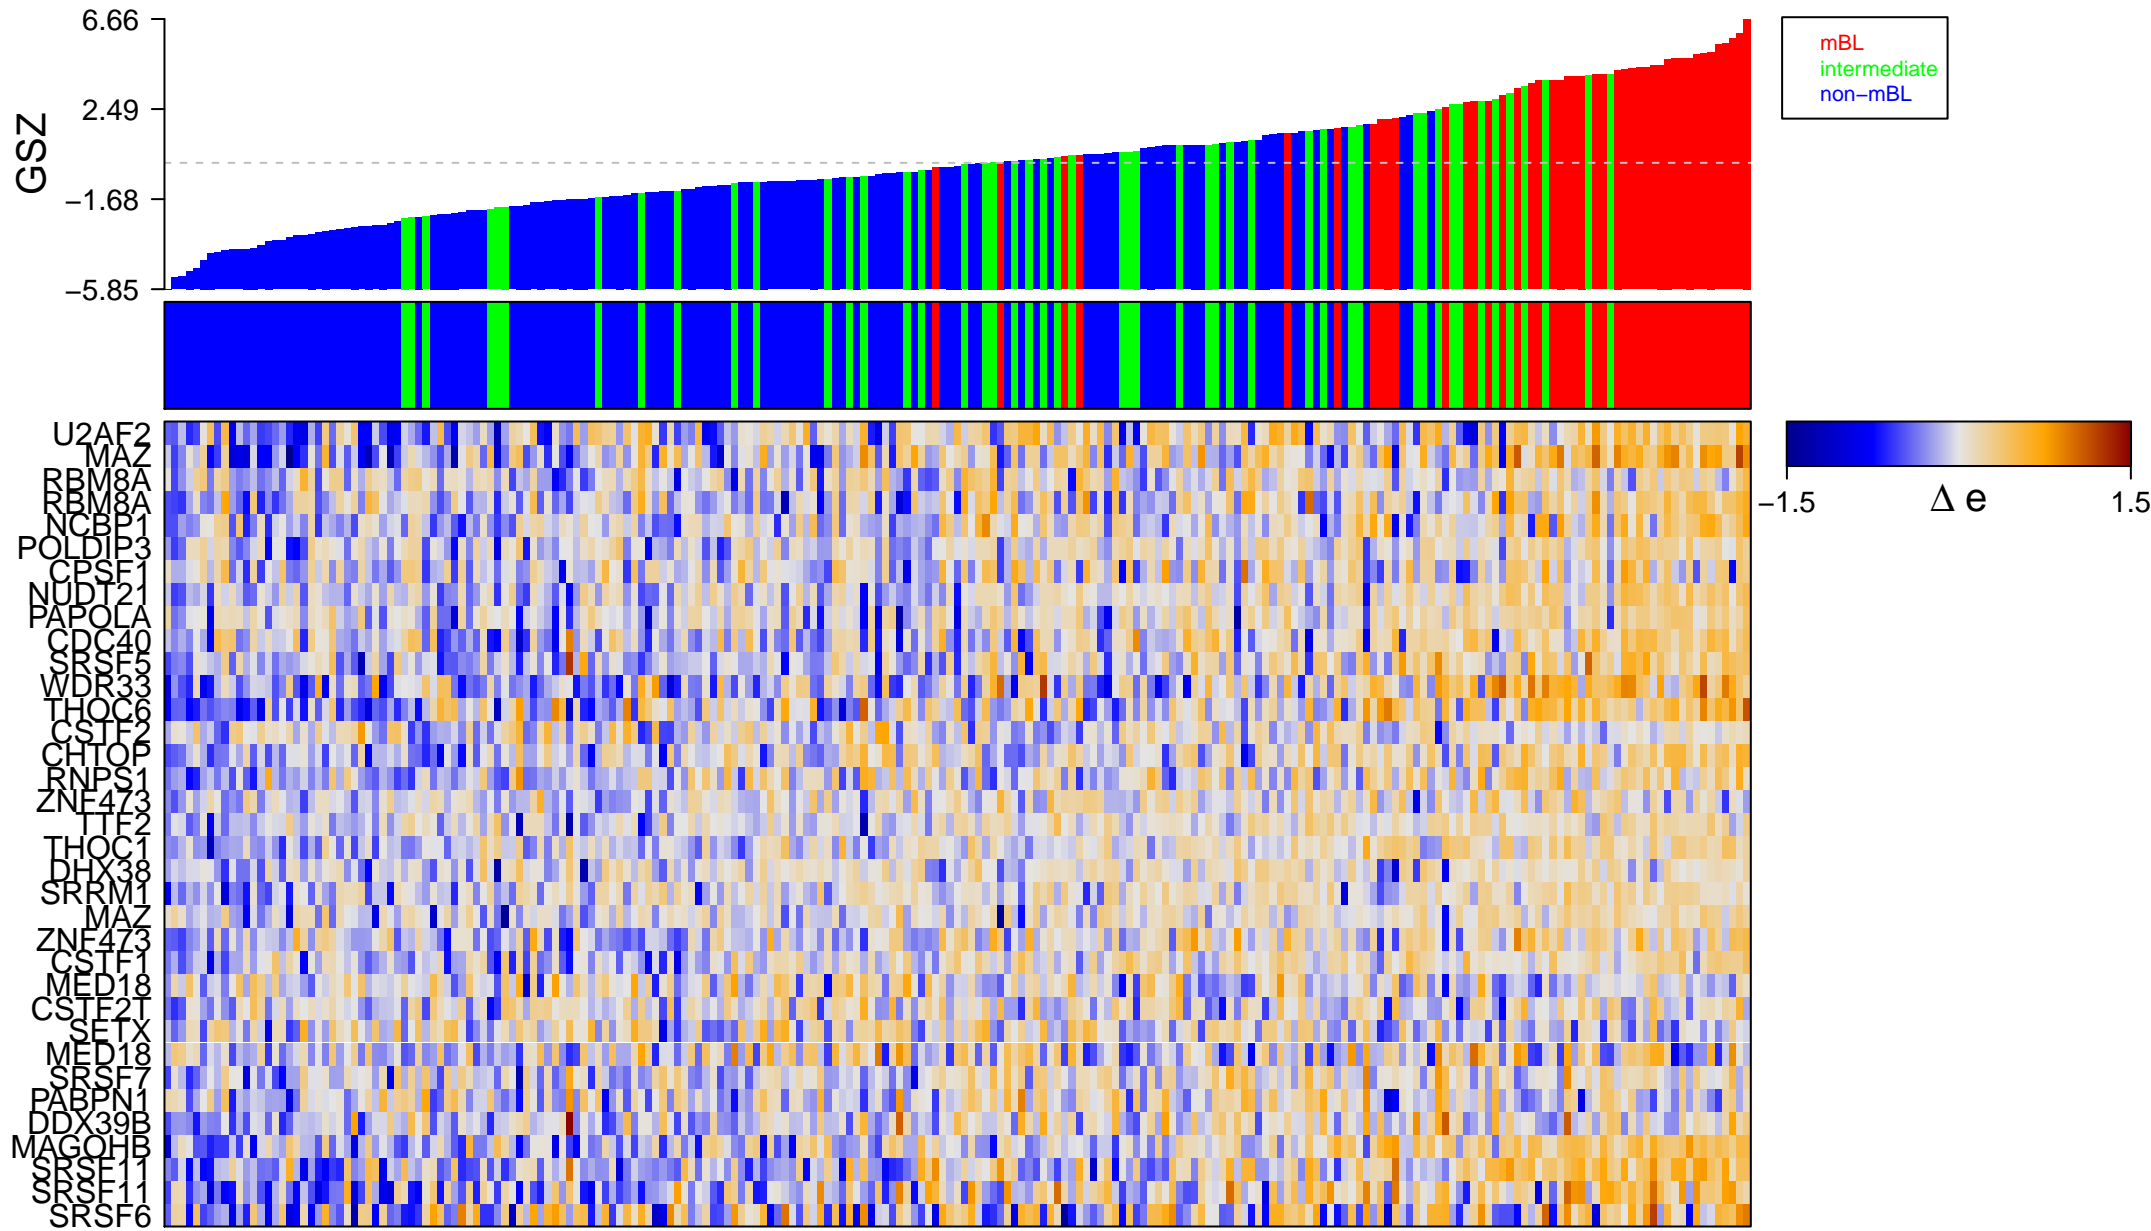 6.66
2.49
−1.68
−5.85
GSZ
mBL
intermediate
non−mBL
−1.5
Δ e
1.5
U2AF2
MAZ
RBM8A
RBM8A
NCBP1
POLDIP3
CPSF1
NUDT21
PAPOLA
CDC40
SRSF5
WDR33
THOC6
CSTF2
CHTOP
RNPS1
ZNF473
TTF2
THOC1
DHX38
SRRM1
MAZ
ZNF473
CSTF1
MED18
CSTF2T
SETX
MED18
SRSF7
PABPN1
DDX39B
MAGOHB
SRSF11
SRSF11
SRSF6